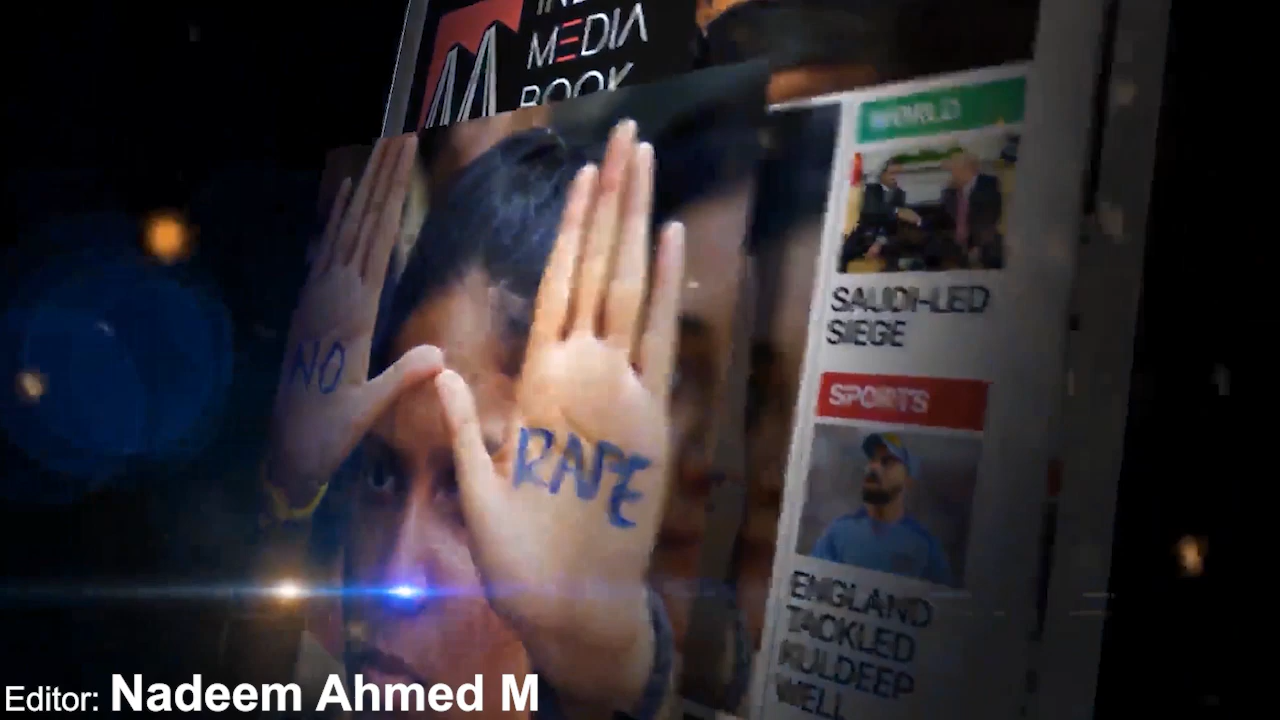 MEDIA
BOOK
WORLD
SAUDI-LED
SIEGE
NO
RAPE
SPORTS
ENGLAND
TACKLED
KULDEEP
WELL
Editor: Nadeem Ahmed M